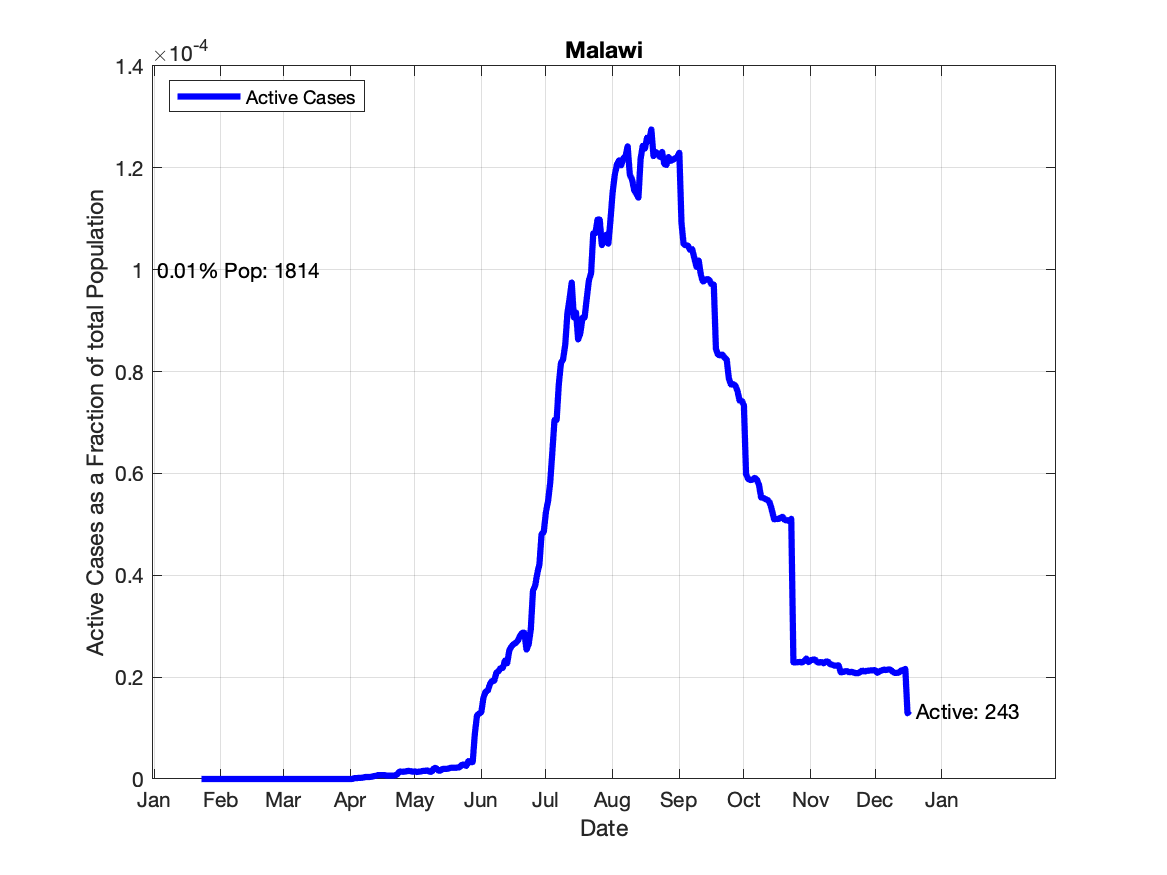 Malawi
×10-4
1.4
1.2
1
0.8
0.6
0.4
0.2
0
Active Cases as a Fraction of total Population
Active Cases
0.01% Pop: 1814
Active: 243
Jan Feb Mar Apr May Jun Jul Aug Sep Oct Nov Dec Jan
Date